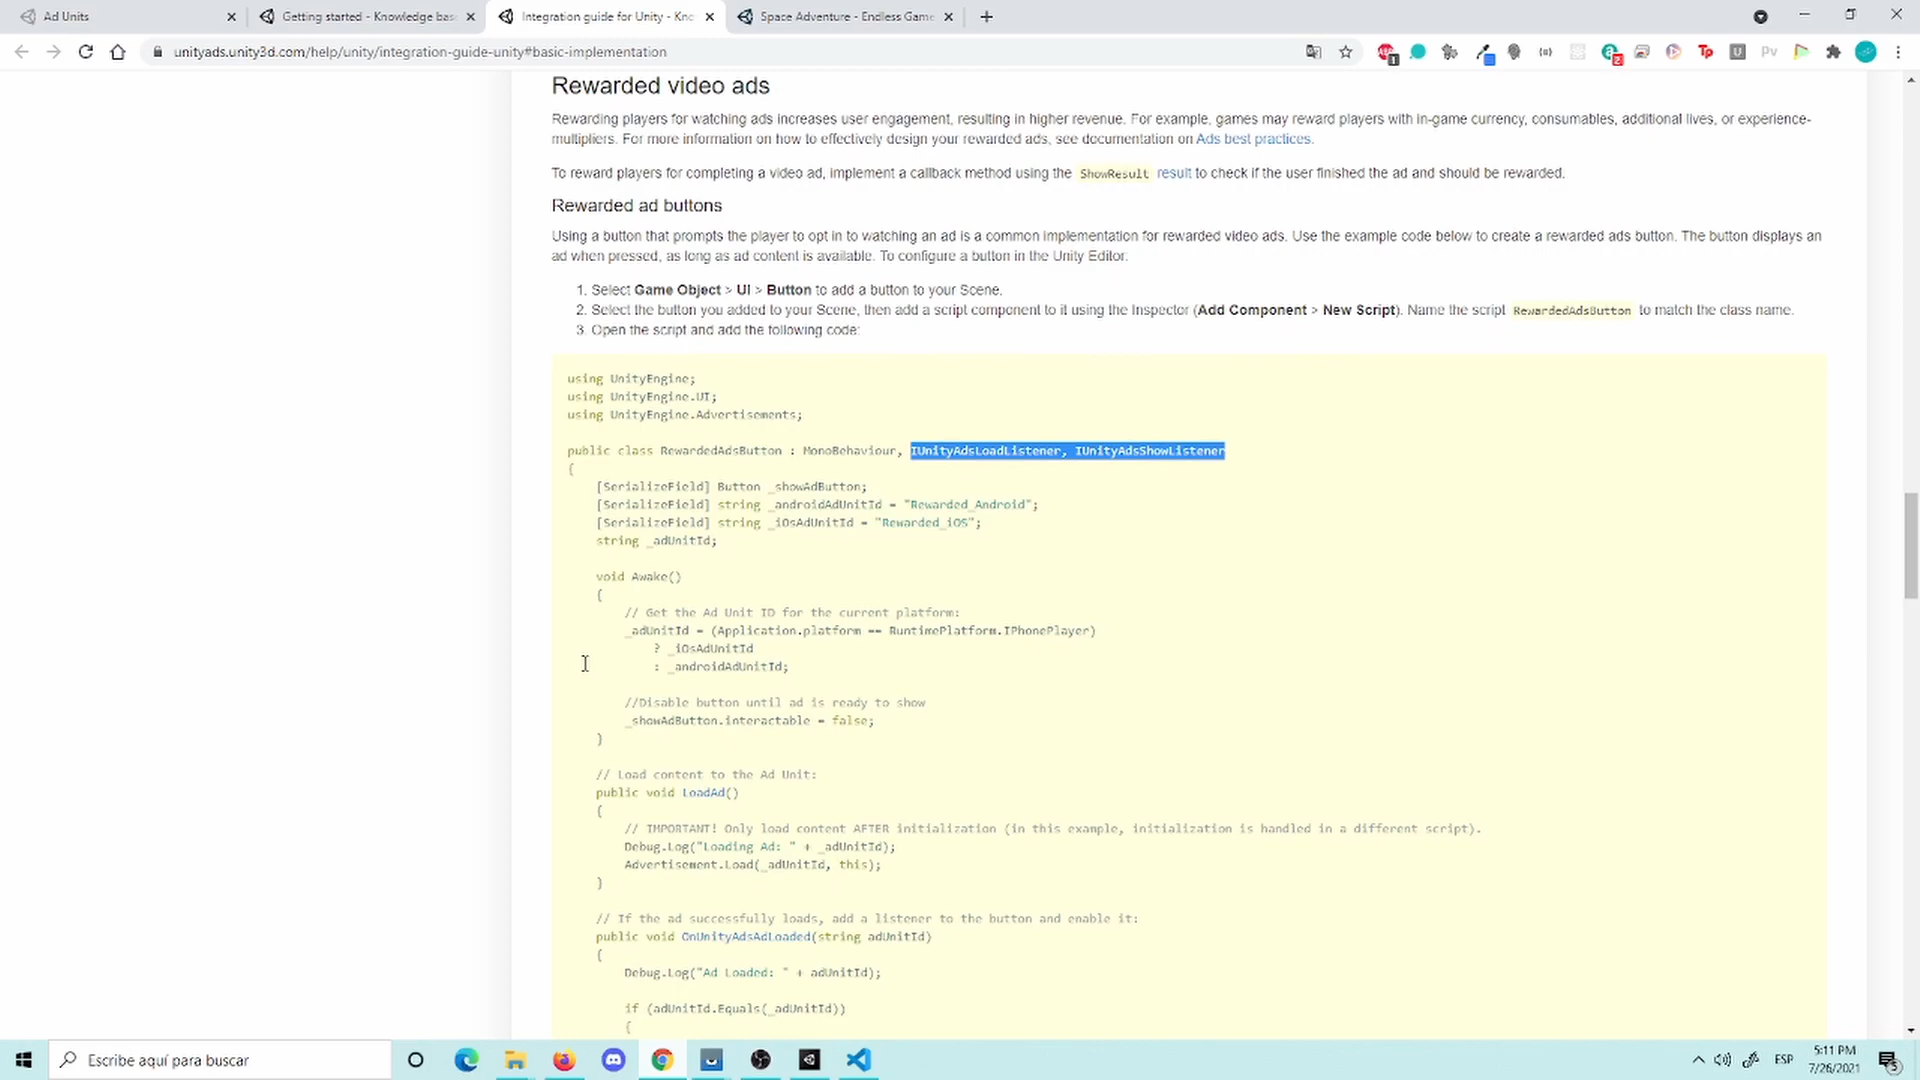 Ad Units
Getting started - Knowledge bas
Integration guide for Unity - Kno
Space Adventure - Endless Game
unityads.unity3d.com/help/unity/integration-guide-unity#basic-implementation
Rewarded video ads
Rewarding players for watching ads increases user engagement, resulting in higher revenue. For example, games may reward players with in-game currency, consumables, additional lives, or experience-
multipliers. For more information on how to effectively design your rewarded ads, see documentation on Ads best practices.
To reward players for completing a video ad, implement a callback method using the ShowResult result to check if the user finished the ad and should be rewarded.
Rewarded ad buttons
Using a button that prompts the player to opt in to watching an ad is a common implementation for rewarded video ads. Use the example code below to create a rewarded ads button. The button displays an
ad when pressed, as long as ad content is available. To configure a button in the Unity Editor:
1. Select Game Object > UI > Button to add a button to your Scene.
2. Select the button you added to your Scene, then add a script component to it using the Inspector (Add Component > New Script). Name the script RewardedAdsButton to match the class name.
3. Open the script and add the following code:
using UnityEngine;
using UnityEngine.UI;
using UnityEngine.Advertisements;
public class RewardedAdsButton : MonoBehaviour, IUnityAdsLoadListener, IUnityAdsShowListener
{
[SerializeField] Button _showAdButton;
[SerializeField] string _androidAdUnitId = "Rewarded_Android";
[SerializeField] string _iOsAdUnitId = "Rewarded_iOS";
string _adUnitId;
void Awake()
{
// Get the Ad Unit ID for the current platform:
_adUnitId = (Application.platform == RuntimePlatform.IPhonePlayer)
? _iOsAdUnitId
: _androidAdUnitId;
//Disable button until ad is ready to show
_showAdButton.interactable = false;
}
// Load content to the Ad Unit:
public void LoadAd()
{
// IMPORTANT! Only load content AFTER initialization (in this example, initialization is handled in a different script).
Debug.Log("Loading Ad: " + _adUnitId);
Advertisement.Load(_adUnitId, this);
}
// If the ad successfully loads, add a listener to the button and enable it:
public void OnUnityAdsAdLoaded(string adUnitId)
{
Debug.Log("Ad Loaded: " + adUnitId);
if (adUnitId.Equals(_adUnitId))
{
Escribe aquí para buscar
ESP
5:11 PM
7/26/2021